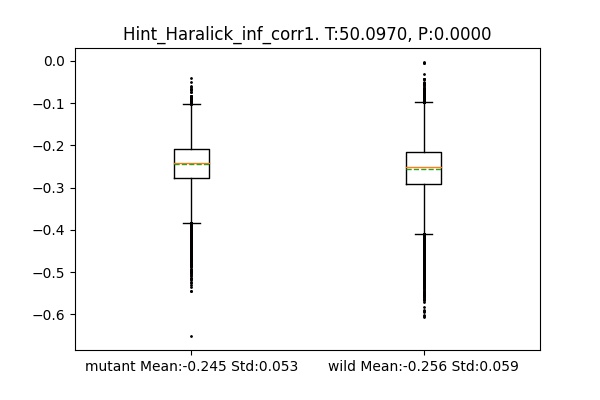 Hint_Haralick_inf_corr1. T:50.0970, P:0.0000
0.0
−0.1
−0.2
−0.3
−0.4
−0.5
−0.6
mutant Mean:-0.245 Std:0.053
wild Mean:-0.256 Std:0.059